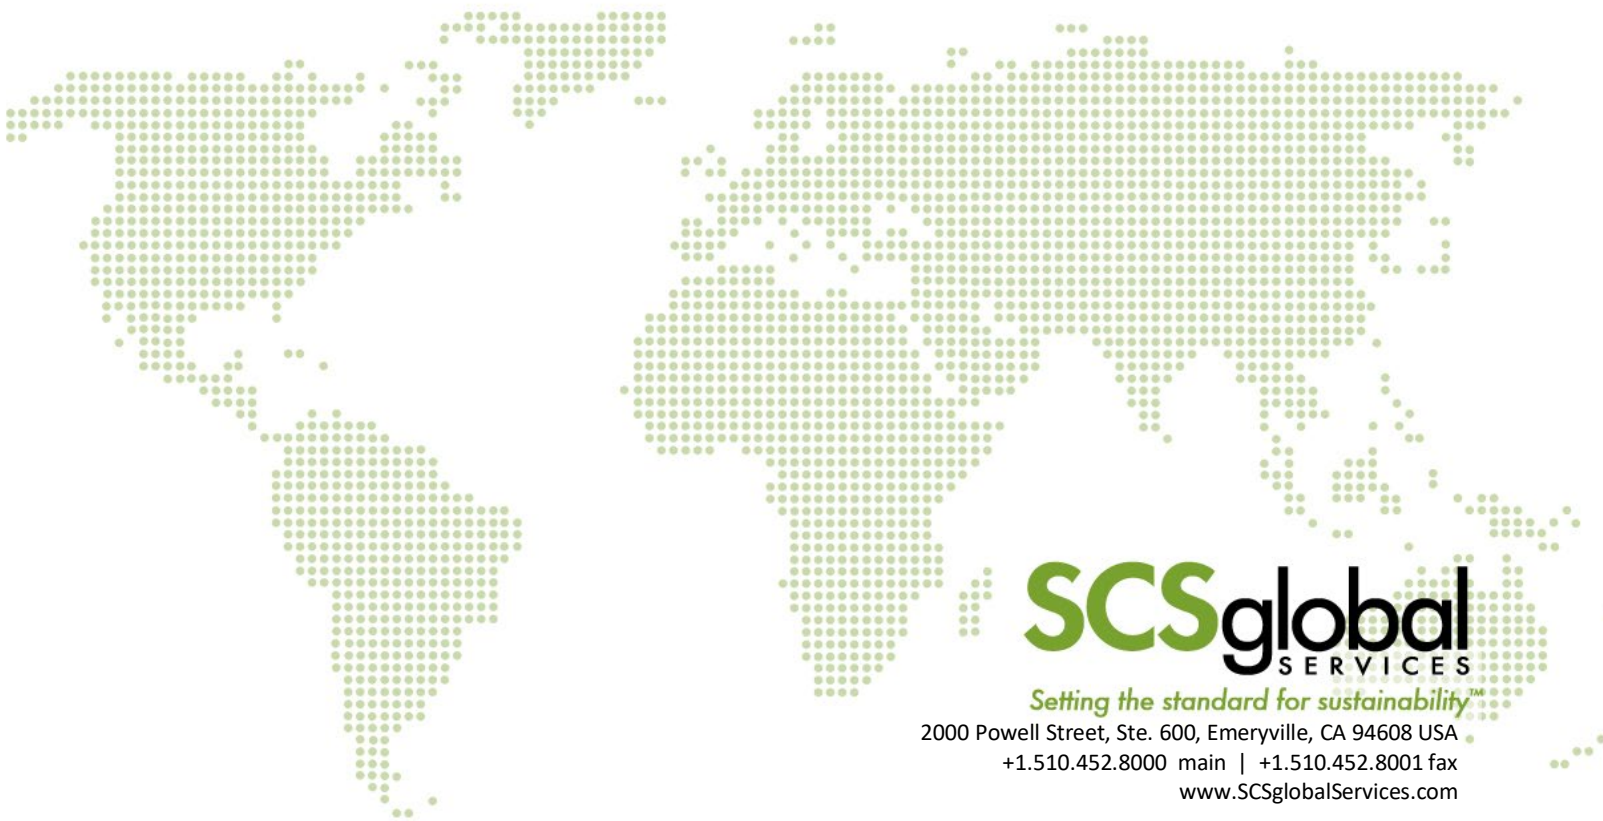 SCSglobal
SERVICES
Setting the standard for sustainability™
2000 Powell Street, Ste. 600, Emeryville, CA 94608 USA
+1.510.452.8000 main | +1.510.452.8001 fax
www.SCSglobalServices.com